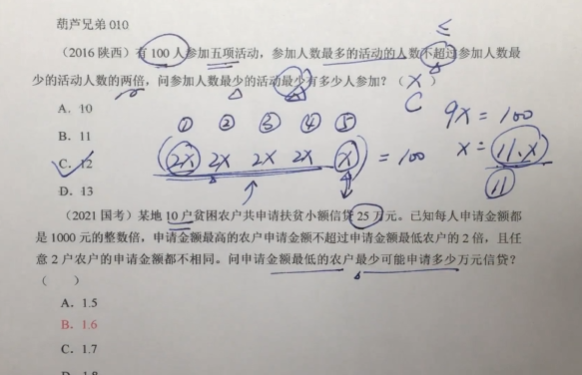 葫芦兄弟 010
≤
(2016 陕西) 有 100 人参加五项活动，参加人数最多的活动的人数不超过参加人数最
少的活动人数的两倍，问参加人数最少的活动最少有多少人参加？( X )
A. 10
C
① ② ③ ④ ⑤
9x = 100
B. 11
(2x 2x 2x 2x x) = 100
x = 11.x
C. 12
11
D. 13
(2021 国考) 某地 10 户贫困农户共申请扶贫小额信贷 25 万元。已知每人申请金额都
是 1000 元的整数倍，申请金额最高的农户申请金额不超过申请金额最低农户的 2 倍，且任
意 2 户农户的申请金额都不相同。问申请金额最低的农户最少可能申请多少万元信贷？
( )
A. 1.5
B. 1.6
C. 1.7
D. 1.8